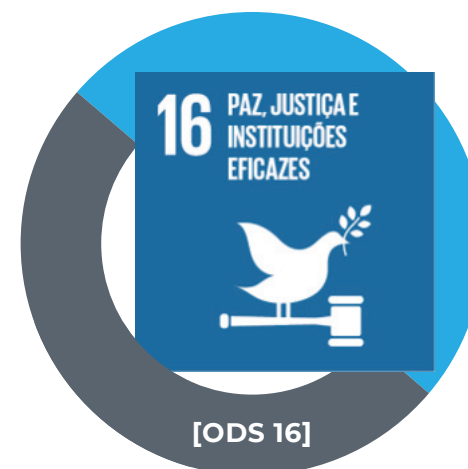 16 PAZ, JUSTIÇA E
INSTITUIÇÕES
EFICAZES
[ODS 16]